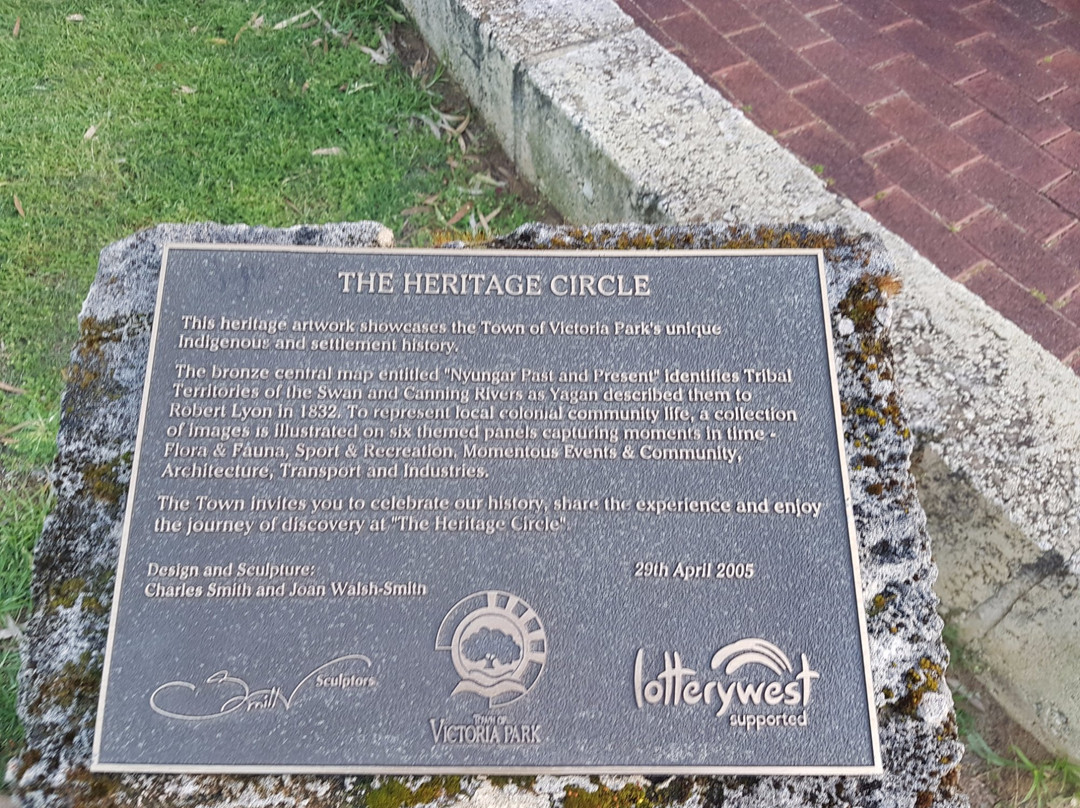 THE HERITAGE CIRCLE
This heritage artwork showcases the Town of Victoria Park's unique
Indigenous and settlement history.
The bronze central map entitled "Nyungar Past and Present" identifies Tribal
Territories of the Swan and Canning Rivers as Yagan described them to
Robert Lyon in 1832. To represent local colonial community life, a collection
of images is illustrated on six themed panels capturing moments in time -
Flora & Fauna, Sport & Recreation, Momentous Events & Community,
Architecture, Transport and Industries.
The Town invites you to celebrate our history, share the experience and enjoy
the journey of discovery at "The Heritage Circle".
Design and Sculpture:
Charles Smith and Joan Walsh-Smith
29th April 2005
Smith Sculptors
TOWN OF
VICTORIA PARK
lotterywest
supported